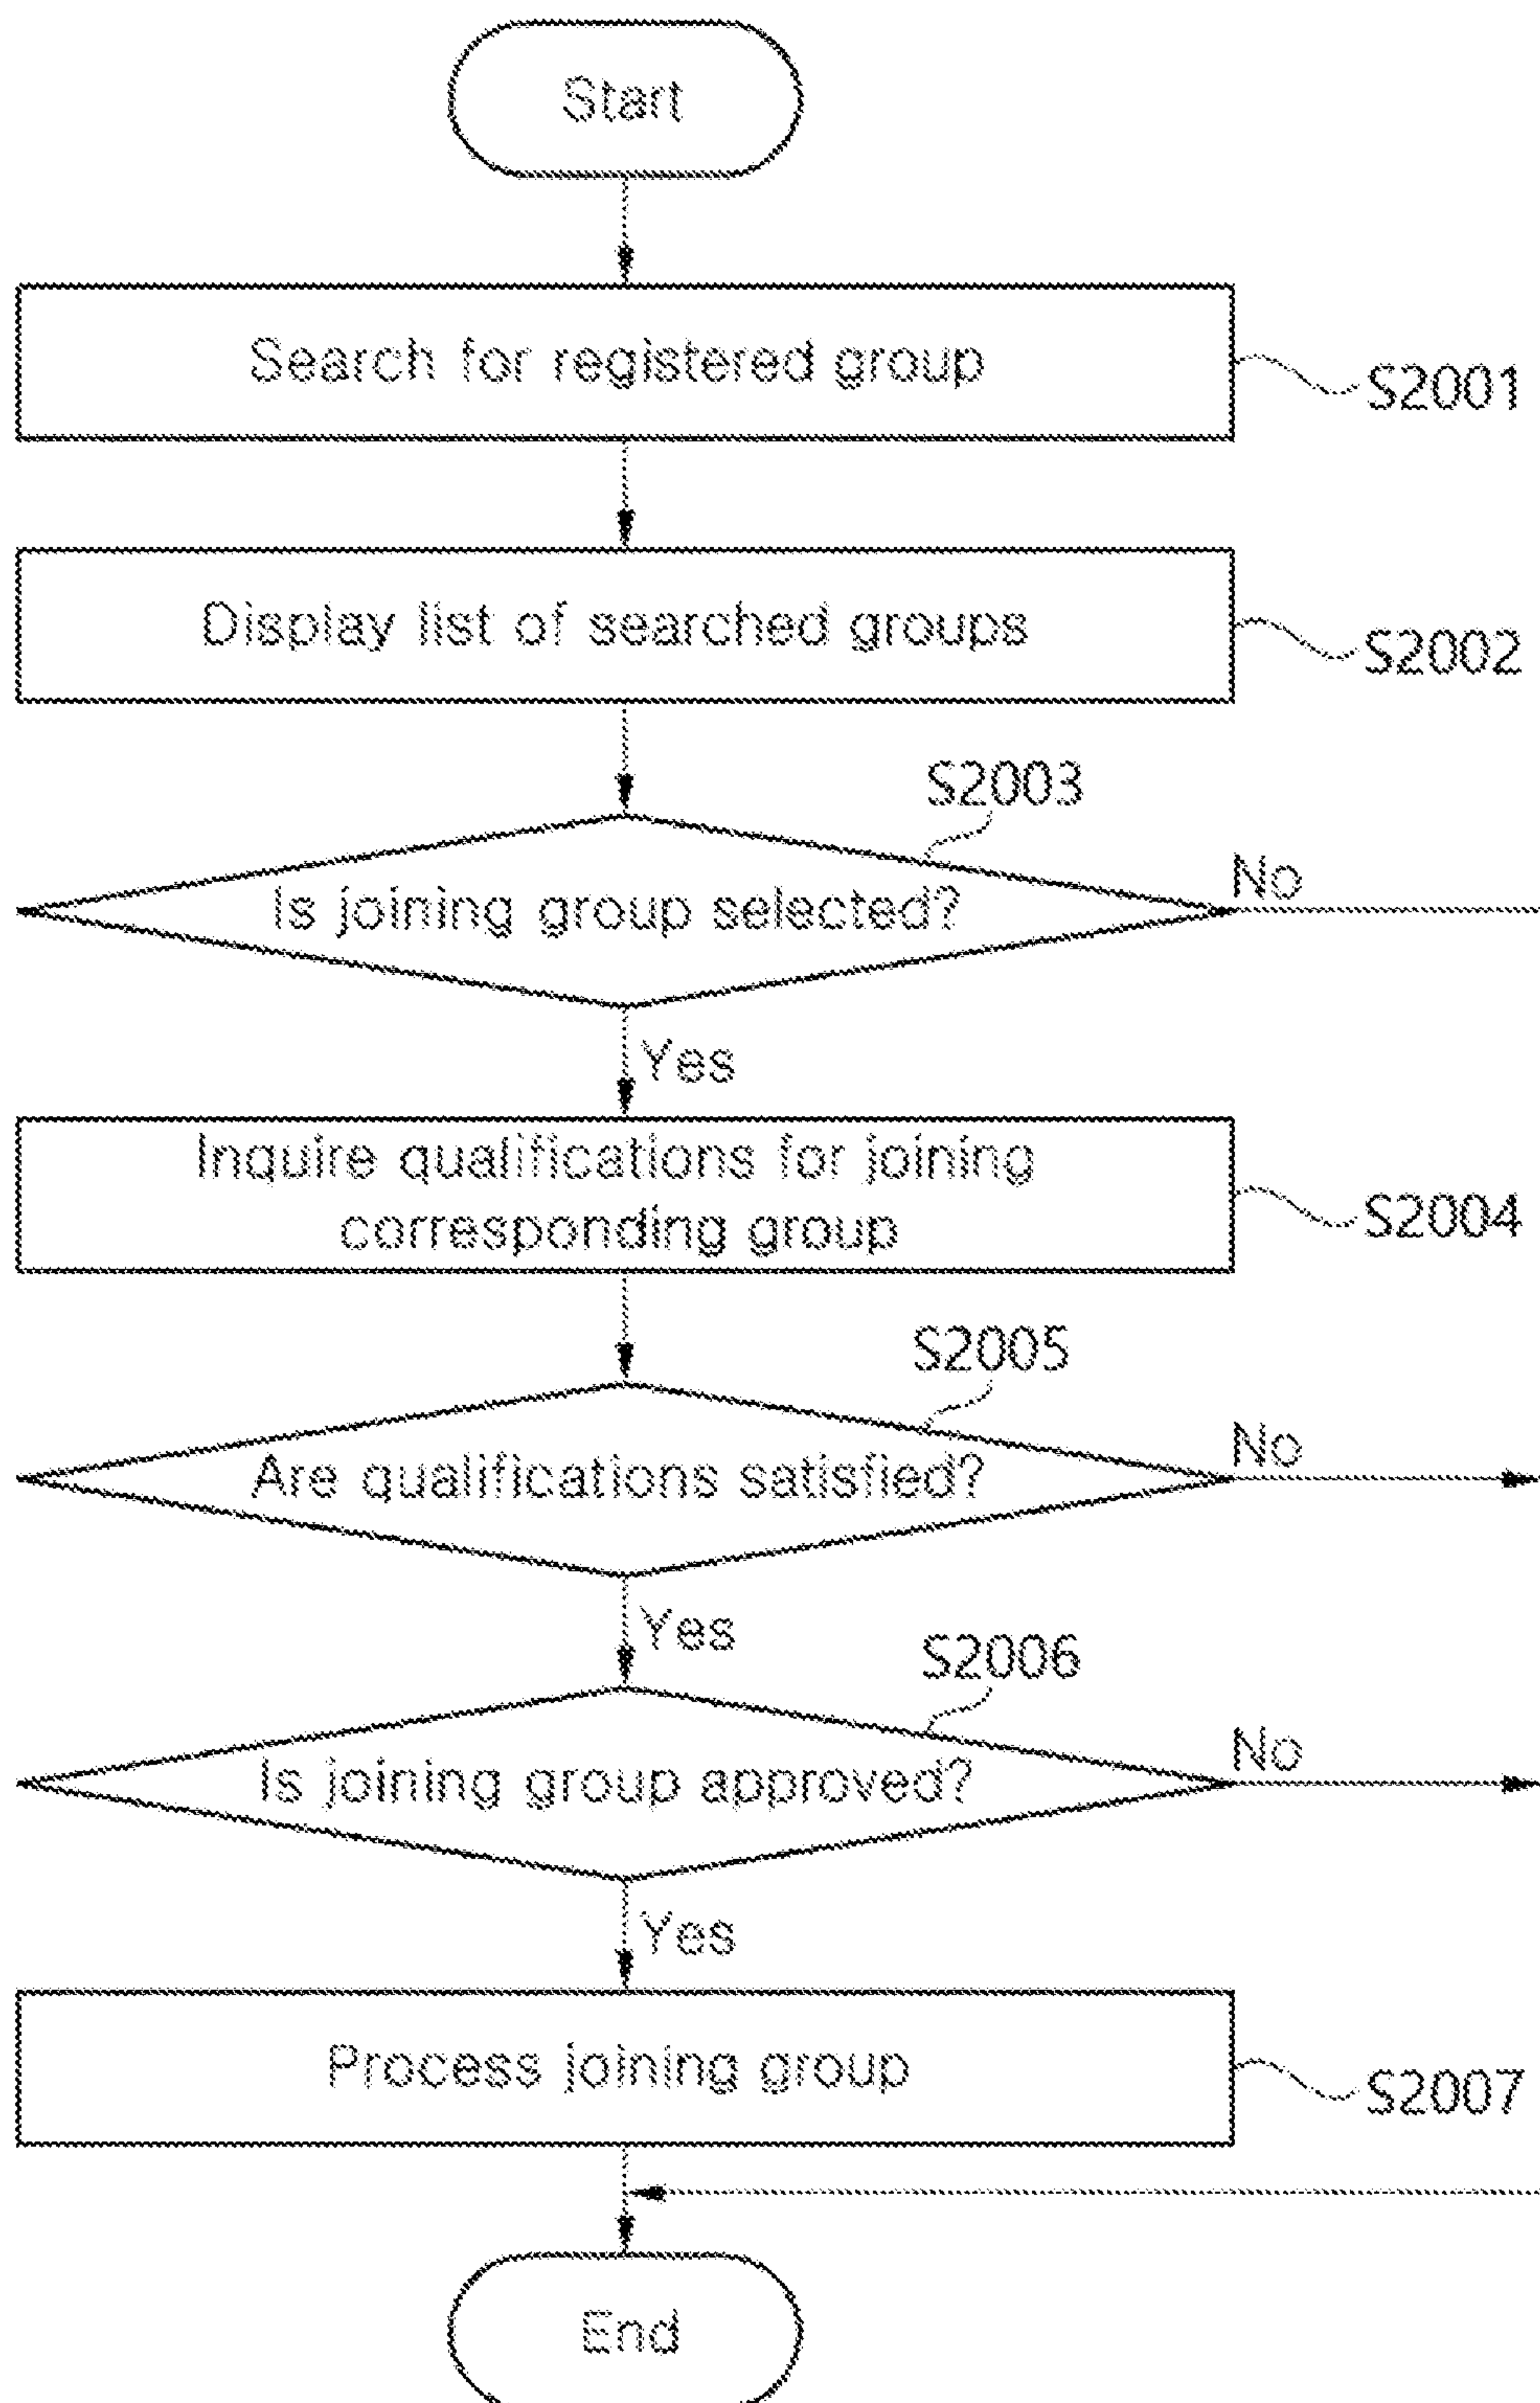 Start
Search for registered group
S2001
Display list of searched groups
S2002
S2003
Is joining group selected?
No
Yes
Inquire qualifications for joining
corresponding group
S2004
S2005
Are qualifications satisfied?
No
Yes
S2006
Is joining group approved?
No
Yes
Process joining group
S2007
End